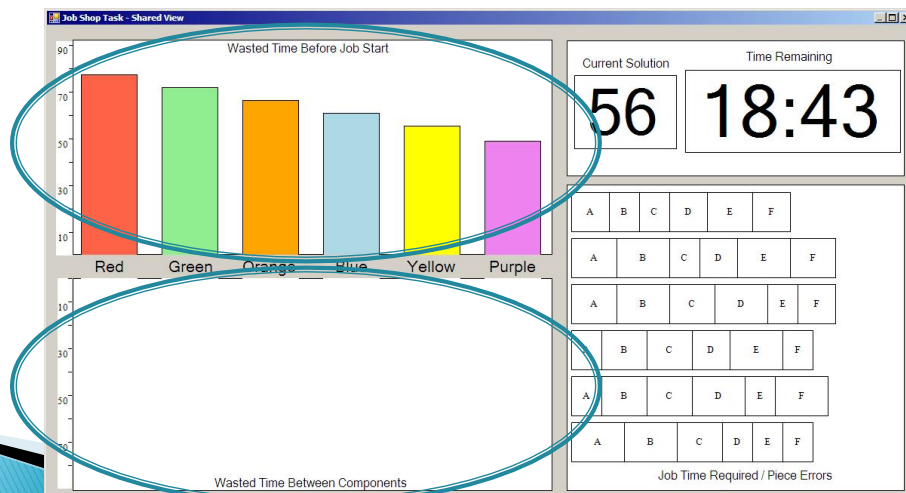 Job Shop Task - Shared View
Wasted Time Before Job Start
90
70
50
30
10
Red Green Orange Blue Yellow Purple
10
30
50
70
Wasted Time Between Components
Current Solution
56
Time Remaining
18:43
A B C D E F
A B C D E F
A B C D E F
A B C D E F
A B C D E F
A B C D E F
Job Time Required / Piece Errors